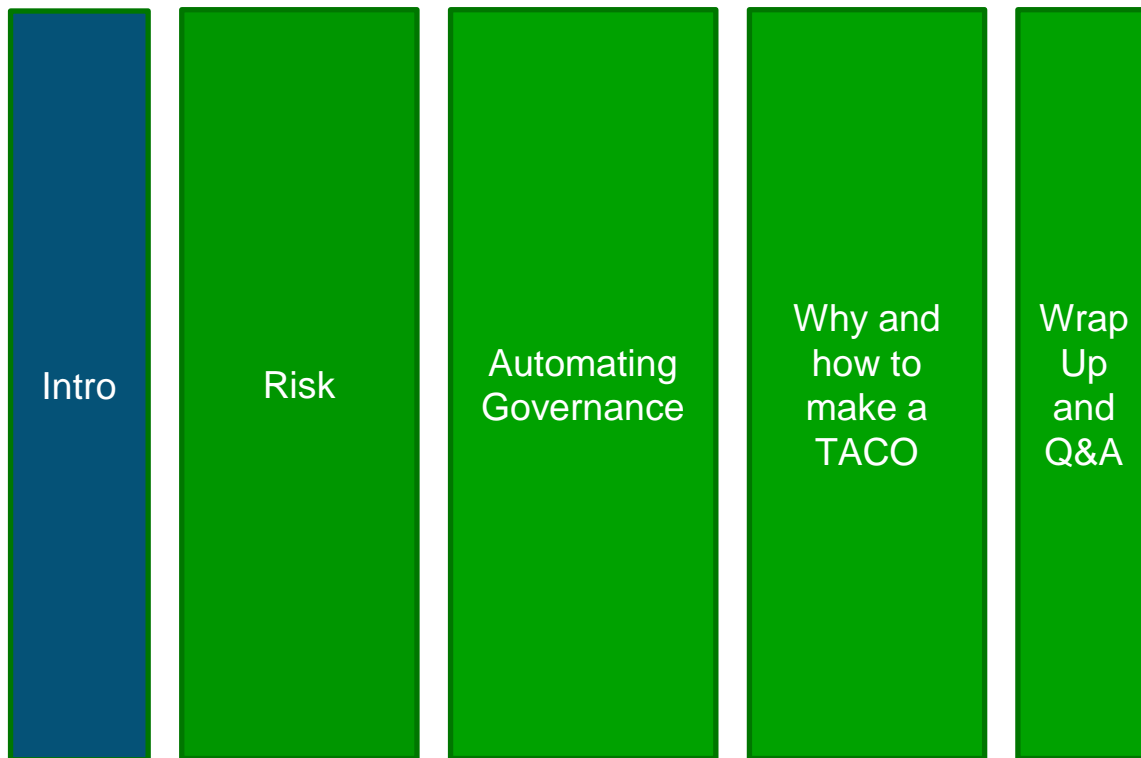 Intro
Risk
Automating
Governance
Why and
how to
make a
TACO
Wrap
Up
and
Q&A